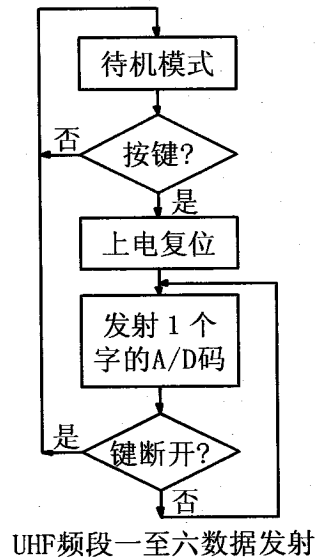 待机模式
否
按键?
是
上电复位
发射1个
字的A/D码
是
键断开?
否
UHF频段一至六数据发射